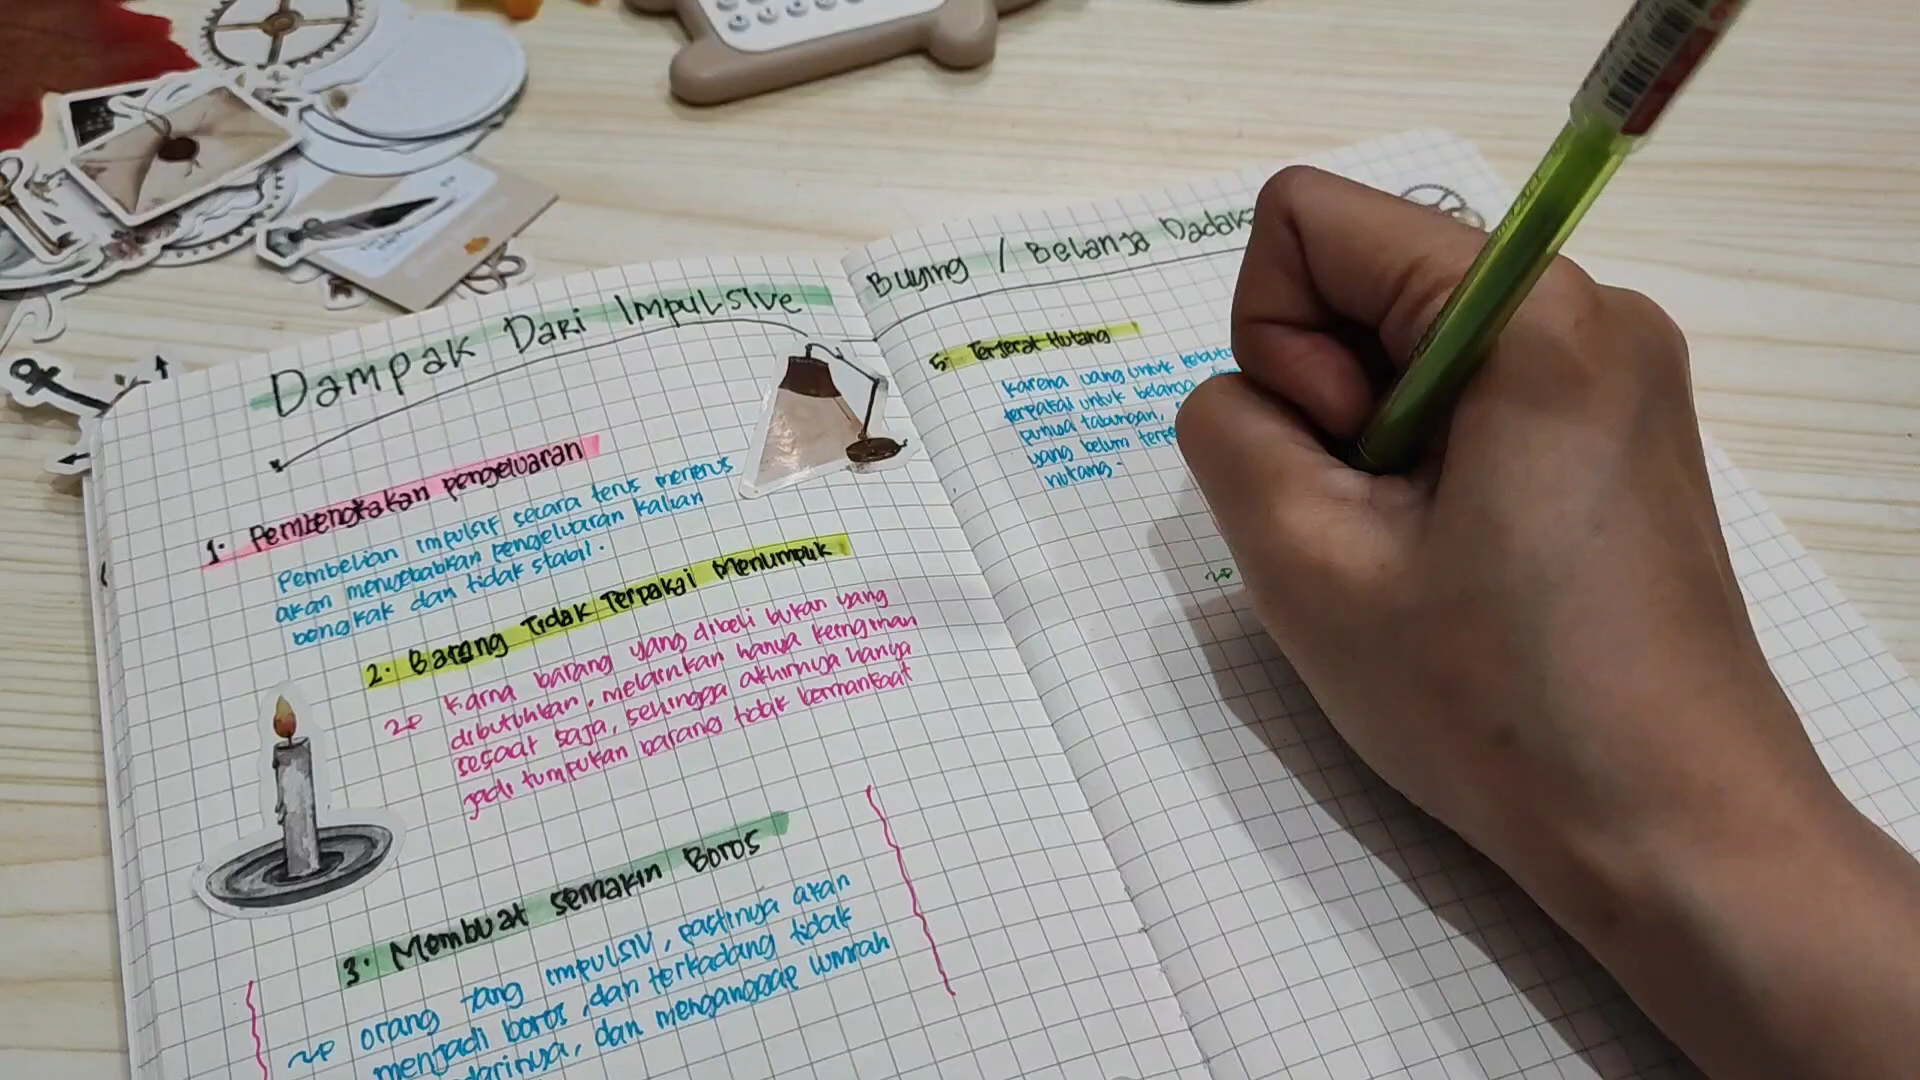 Dampak Dari Impulsive
Buying / Belanja Dadaka
1. Pembengkakan pengeluaran
Pembelian impulsif secara terus menerus
akan menyebabkan pengeluaran kalian
bengkak dan tidak stabil.
2. Barang Tidak Terpakai Menumpuk
karna barang yang dibeli bukan yang
dibutuhkan, melainkan hanya keinginan
sesaat saja, sehingga akhirnya hanya
jadi tumpukan barang tidak bermanfaat
3. Membuat semakin Boros
orang yang impulsiv, pastinya akan
menjadi boros, dan terkadang tidak
darinya, dan menganggap lumrah
5. Terjerat Hutang
karena uang untuk kebutu
terpakai untuk belanja
punya tabungan,
yang belum
hutang.